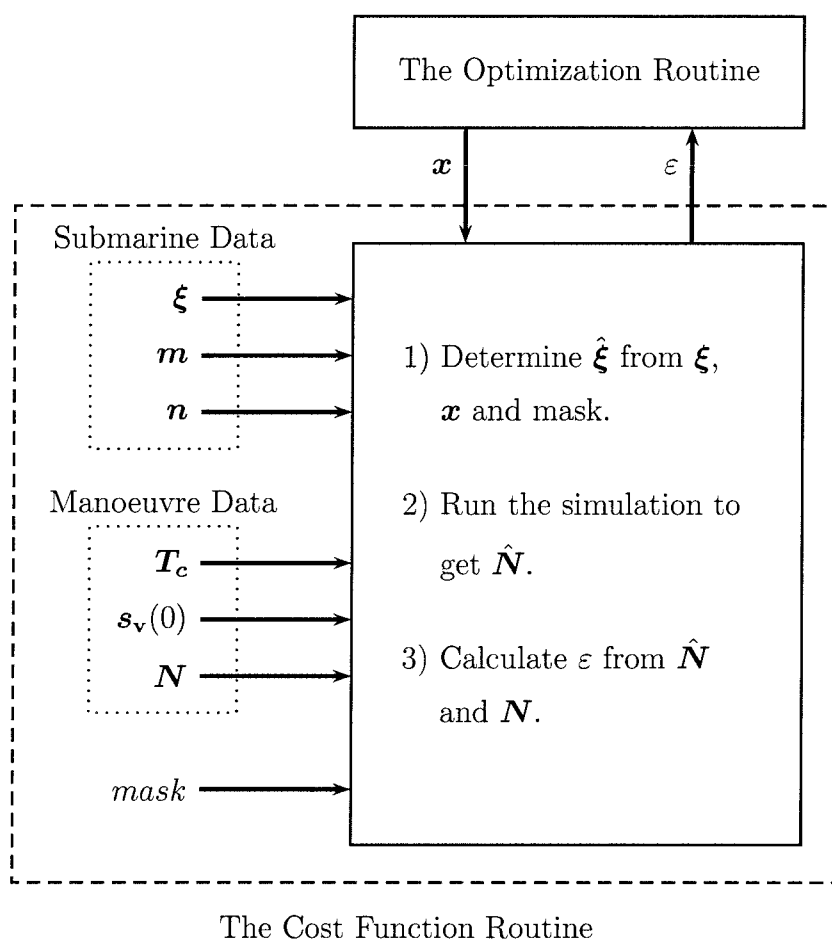 The Optimization Routine
x
ε
Submarine Data
ξ
m
n
1) Determine ξ̂ from ξ,
x and mask.
Manoeuvre Data
2) Run the simulation to
get N̂.
T_c
s_v(0)
N
3) Calculate ε from N̂
and N.
mask
The Cost Function Routine